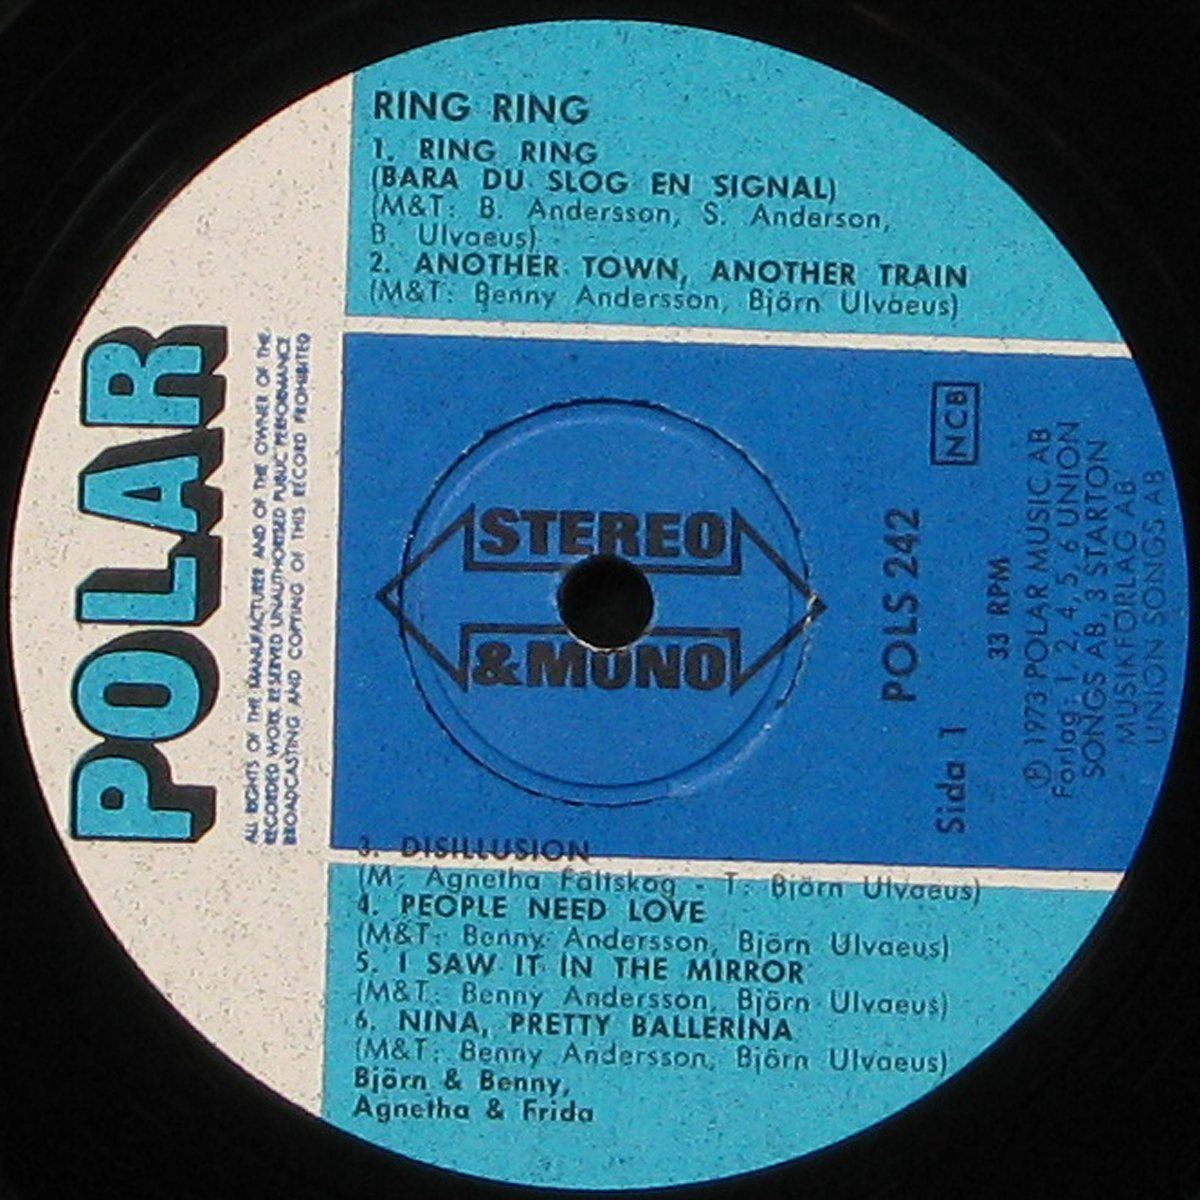 RING RING
1. RING RING
(BARA DU SLOG EN SIGNAL)
(M&T: B. Andersson, S. Anderson,
B. Ulvaeus)
2. ANOTHER TOWN, ANOTHER TRAIN
(M&T: Benny Andersson, Björn Ulvaeus)
POLAR
ALL RIGHTS OF THE MANUFACTURER AND OF THE OWNER OF THE
RECORDED WORK RESERVED UNAUTHORISED PUBLIC PERFORMANCE
BROADCASTING AND COPYING OF THIS RECORD PROHIBITED
STEREO
& MONO
NCB
POLS 242
Sida 1
33 RPM
℗ 1973 POLAR MUSIC AB
Förlag: 1, 2, 4, 5, 6 UNION
SONGS AB, 3 STARTON
MUSIKFÖRLAG AB
UNION SONGS AB
3. DISILLUSION
(M: Agnetha Fältskog - T: Björn Ulvaeus)
4. PEOPLE NEED LOVE
(M&T: Benny Andersson, Björn Ulvaeus)
5. I SAW IT IN THE MIRROR
(M&T: Benny Andersson, Björn Ulvaeus)
6. NINA, PRETTY BALLERINA
(M&T: Benny Andersson, Björn Ulvaeus)
Björn & Benny,
Agnetha & Frida